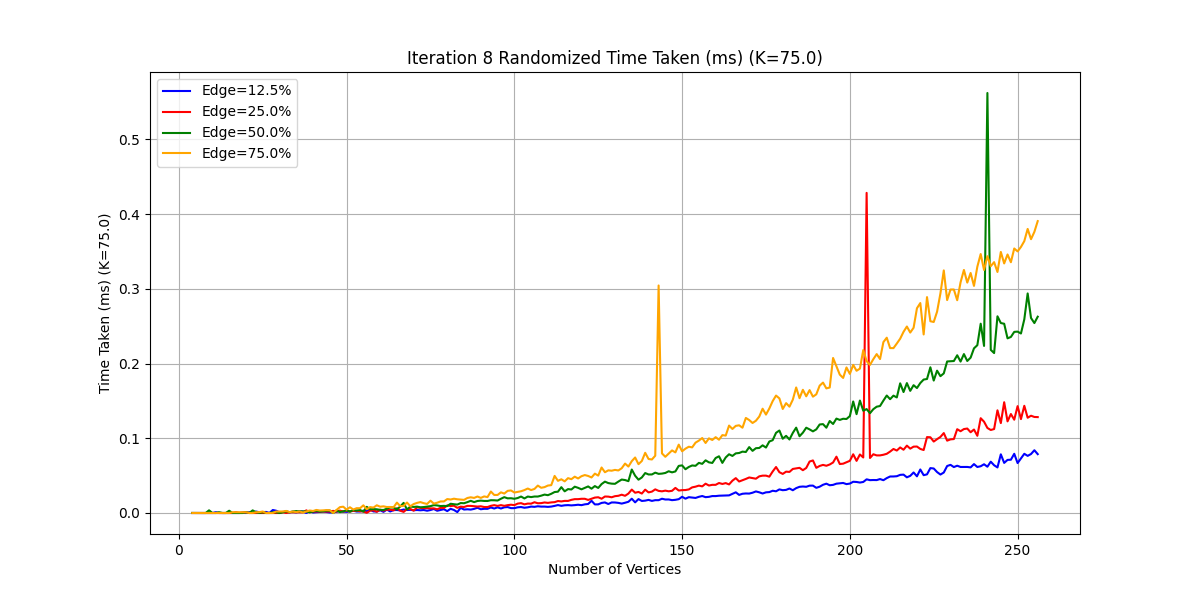 Iteration 8 Randomized Time Taken (ms) (K=75.0)
Edge=12.5%
Edge=25.0%
Edge=50.0%
Edge=75.0%
Time Taken (ms) (K=75.0)
0.5
0.4
0.3
0.2
0.1
0.0
0 50 100 150 200 250
Number of Vertices